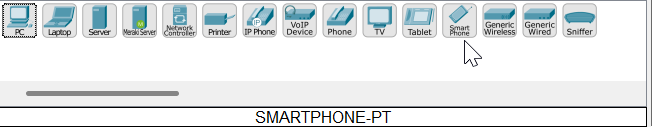 PC
Laptop
Server
Meraki Server
Network
Controller
Printer
IP
IP Phone
VoIP
Device
Phone
TV
Tablet
Smart
Phone
Generic
Wireless
Generic
Wired
Sniffer
SMARTPHONE-PT